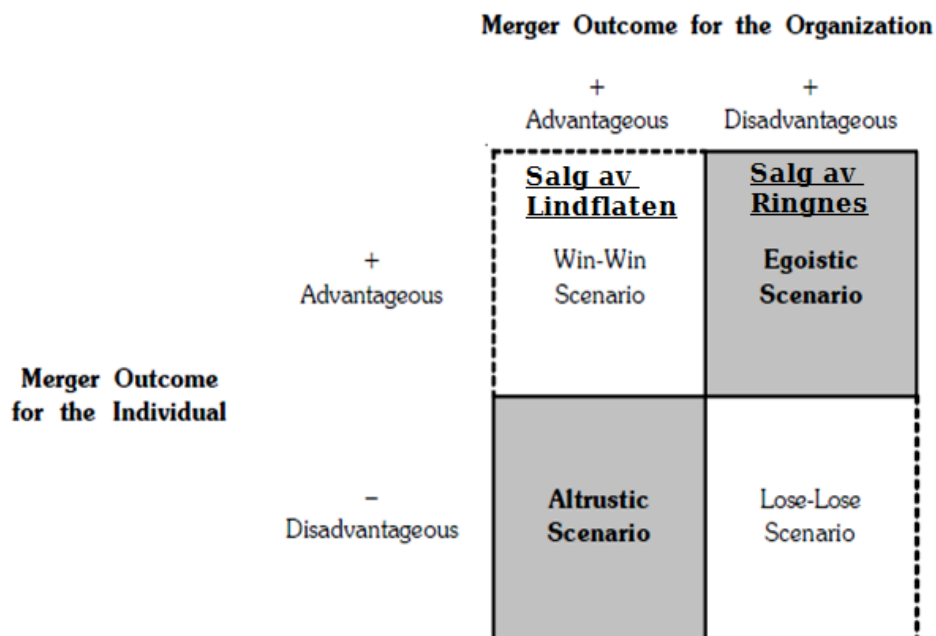 Merger Outcome for the Organization
+ +
Advantageous Disadvantageous
Salg av Salg av
Lindflaten Ringnes
+ Win-Win Egoistic
Advantageous Scenario Scenario
Merger Outcome
for the Individual
– Altrustic Lose-Lose
Disadvantageous Scenario Scenario